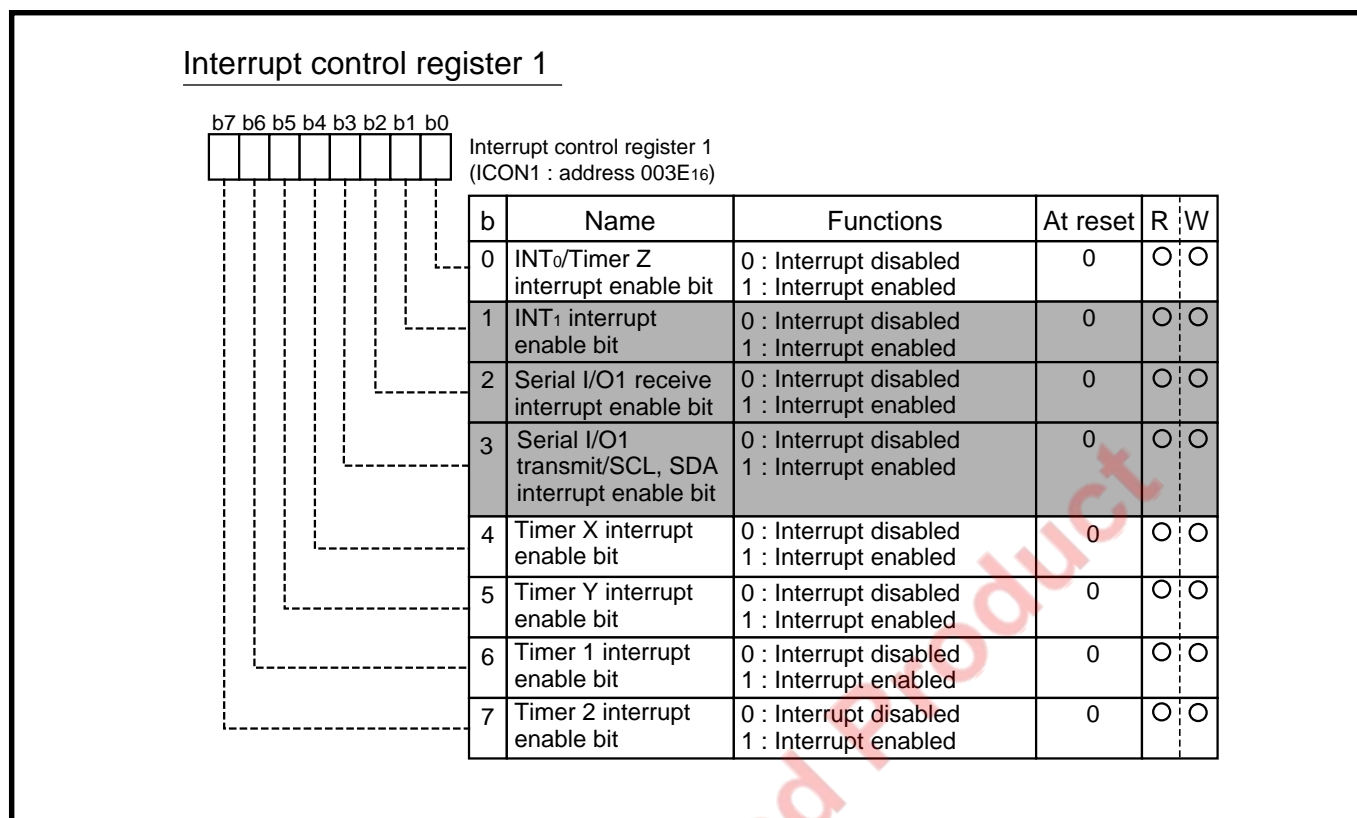 Interrupt control register 1
b7 b6 b5 b4 b3 b2 b1 b0
Interrupt control register 1
(ICON1 : address 003E16)
b Name Functions At reset R W
0 INT0/Timer Z interrupt enable bit 0 : Interrupt disabled 1 : Interrupt enabled 0 O O
1 INT1 interrupt enable bit 0 : Interrupt disabled 1 : Interrupt enabled 0 O O
2 Serial I/O1 receive interrupt enable bit 0 : Interrupt disabled 1 : Interrupt enabled 0 O O
3 Serial I/O1 transmit/SCL, SDA interrupt enable bit 0 : Interrupt disabled 1 : Interrupt enabled 0 O O
4 Timer X interrupt enable bit 0 : Interrupt disabled 1 : Interrupt enabled 0 O O
5 Timer Y interrupt enable bit 0 : Interrupt disabled 1 : Interrupt enabled 0 O O
6 Timer 1 interrupt enable bit 0 : Interrupt disabled 1 : Interrupt enabled 0 O O
7 Timer 2 interrupt enable bit 0 : Interrupt disabled 1 : Interrupt enabled 0 O O
d Product